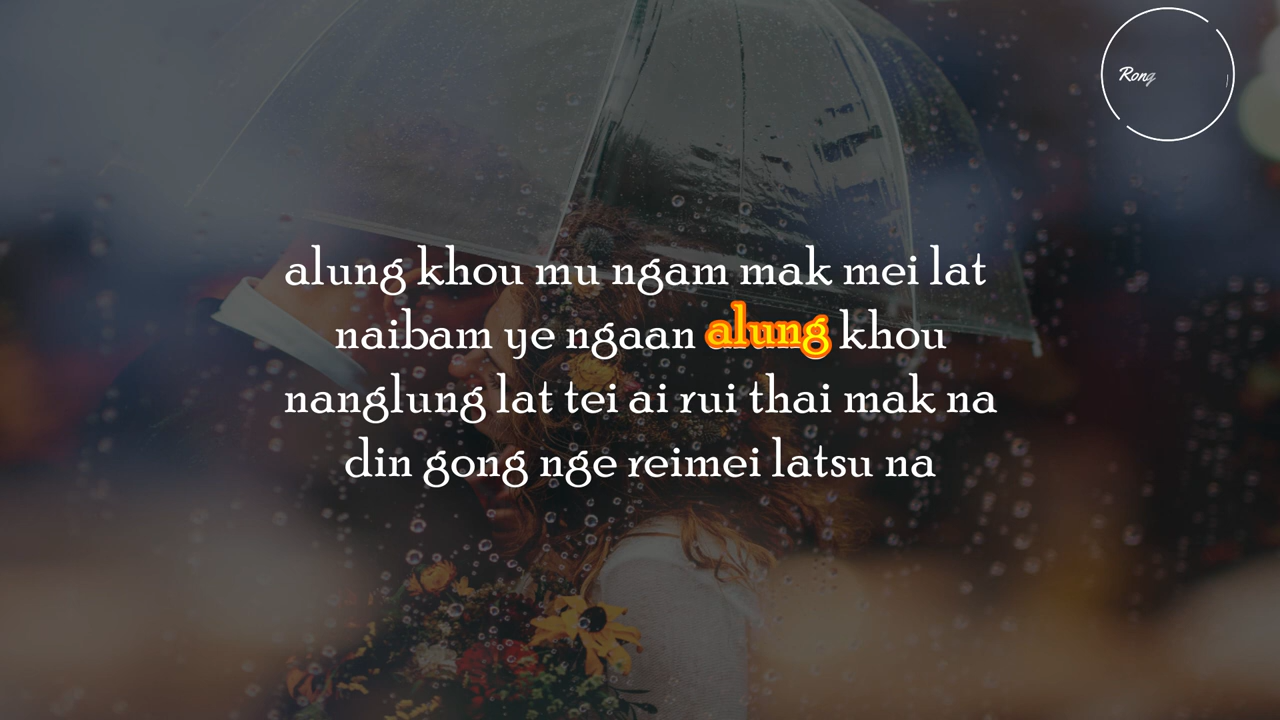 Rong
alung khou mu ngam mak mei lat
naibam ye ngaan alung khou
nanglung lat tei ai rui thai mak na
din gong nge reimei latsu na